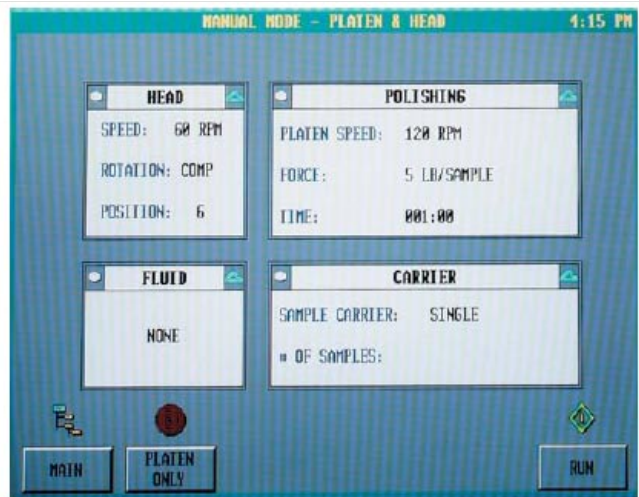 MANUAL MODE - PLATEN & HEAD 4:15 PM
HEAD
SPEED: 60 RPM
ROTATION: COMP
POSITION: 6
POLISHING
PLATEN SPEED: 120 RPM
FORCE: 5 LB/SAMPLE
TIME: 001:00
FLUID
NONE
CARRIER
SAMPLE CARRIER: SINGLE
# OF SAMPLES:
MAIN
PLATEN
ONLY
RUN